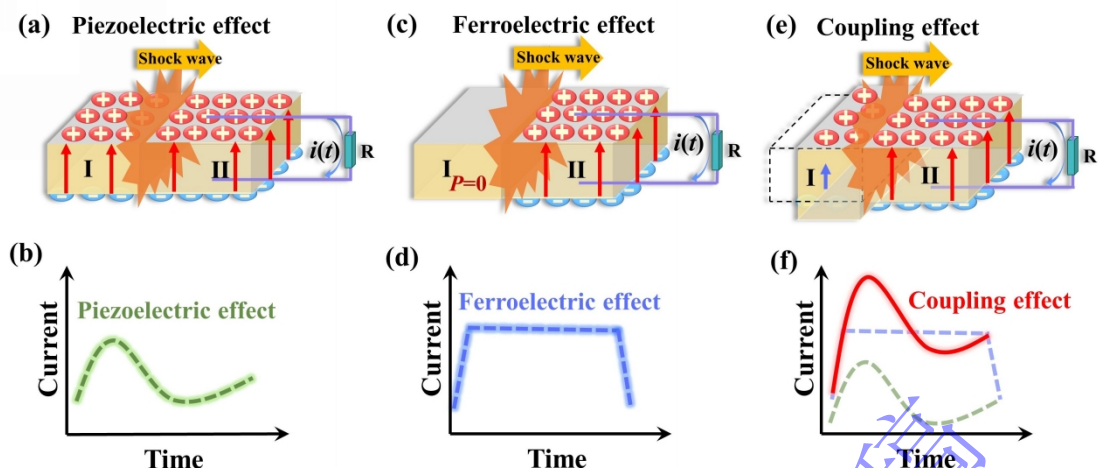 (a) Piezoelectric effect
Shock wave
I
II
i(t)
R
(c) Ferroelectric effect
Shock wave
I
P=0
II
i(t)
R
(e) Coupling effect
Shock wave
I
II
i(t)
R
(b)
Current
Piezoelectric effect
Time
(d)
Current
Ferroelectric effect
Time
(f)
Current
Coupling effect
Time